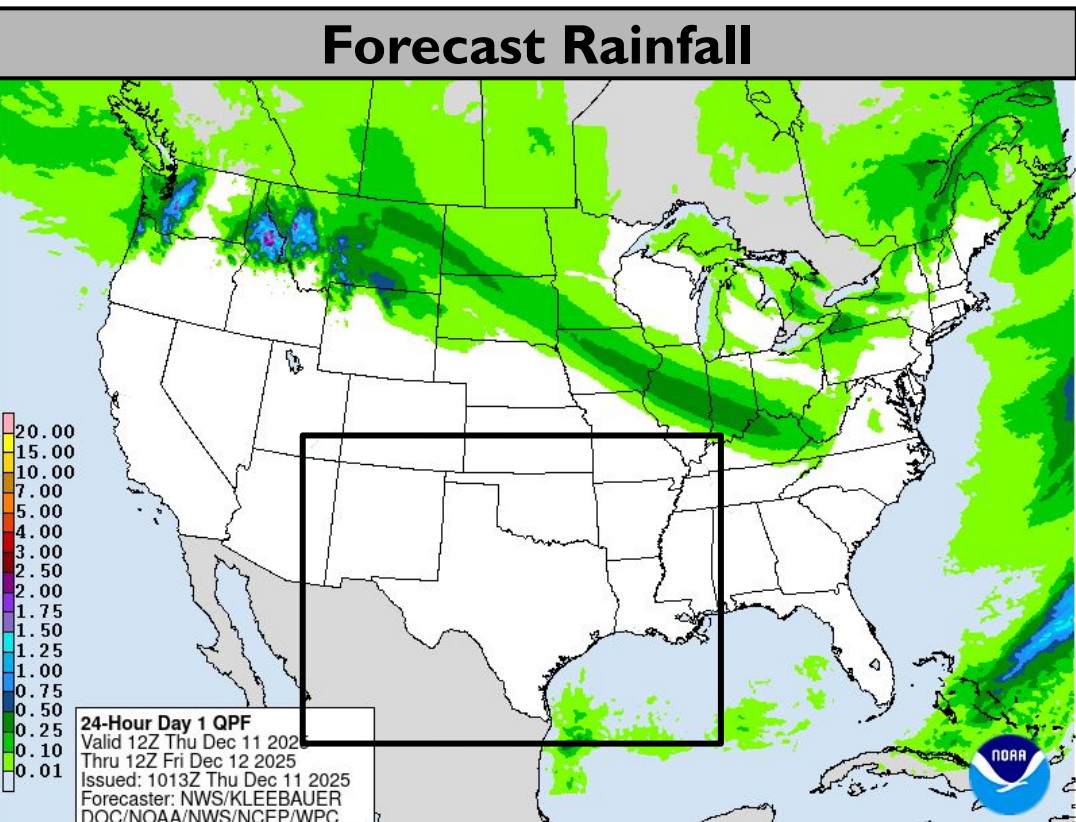 Forecast Rainfall
20.00
15.00
10.00
7.00
5.00
4.00
3.00
2.50
2.00
1.75
1.50
1.25
1.00
0.75
0.50
0.25
0.10
0.01
24-Hour Day 1 QPF
Valid 12Z Thu Dec 11 2025
Thru 12Z Fri Dec 12 2025
Issued: 1013Z Thu Dec 11 2025
Forecaster: NWS/KLEEBAUER
DOC/NOAA/NWS/NCEP/WPC
NOAA